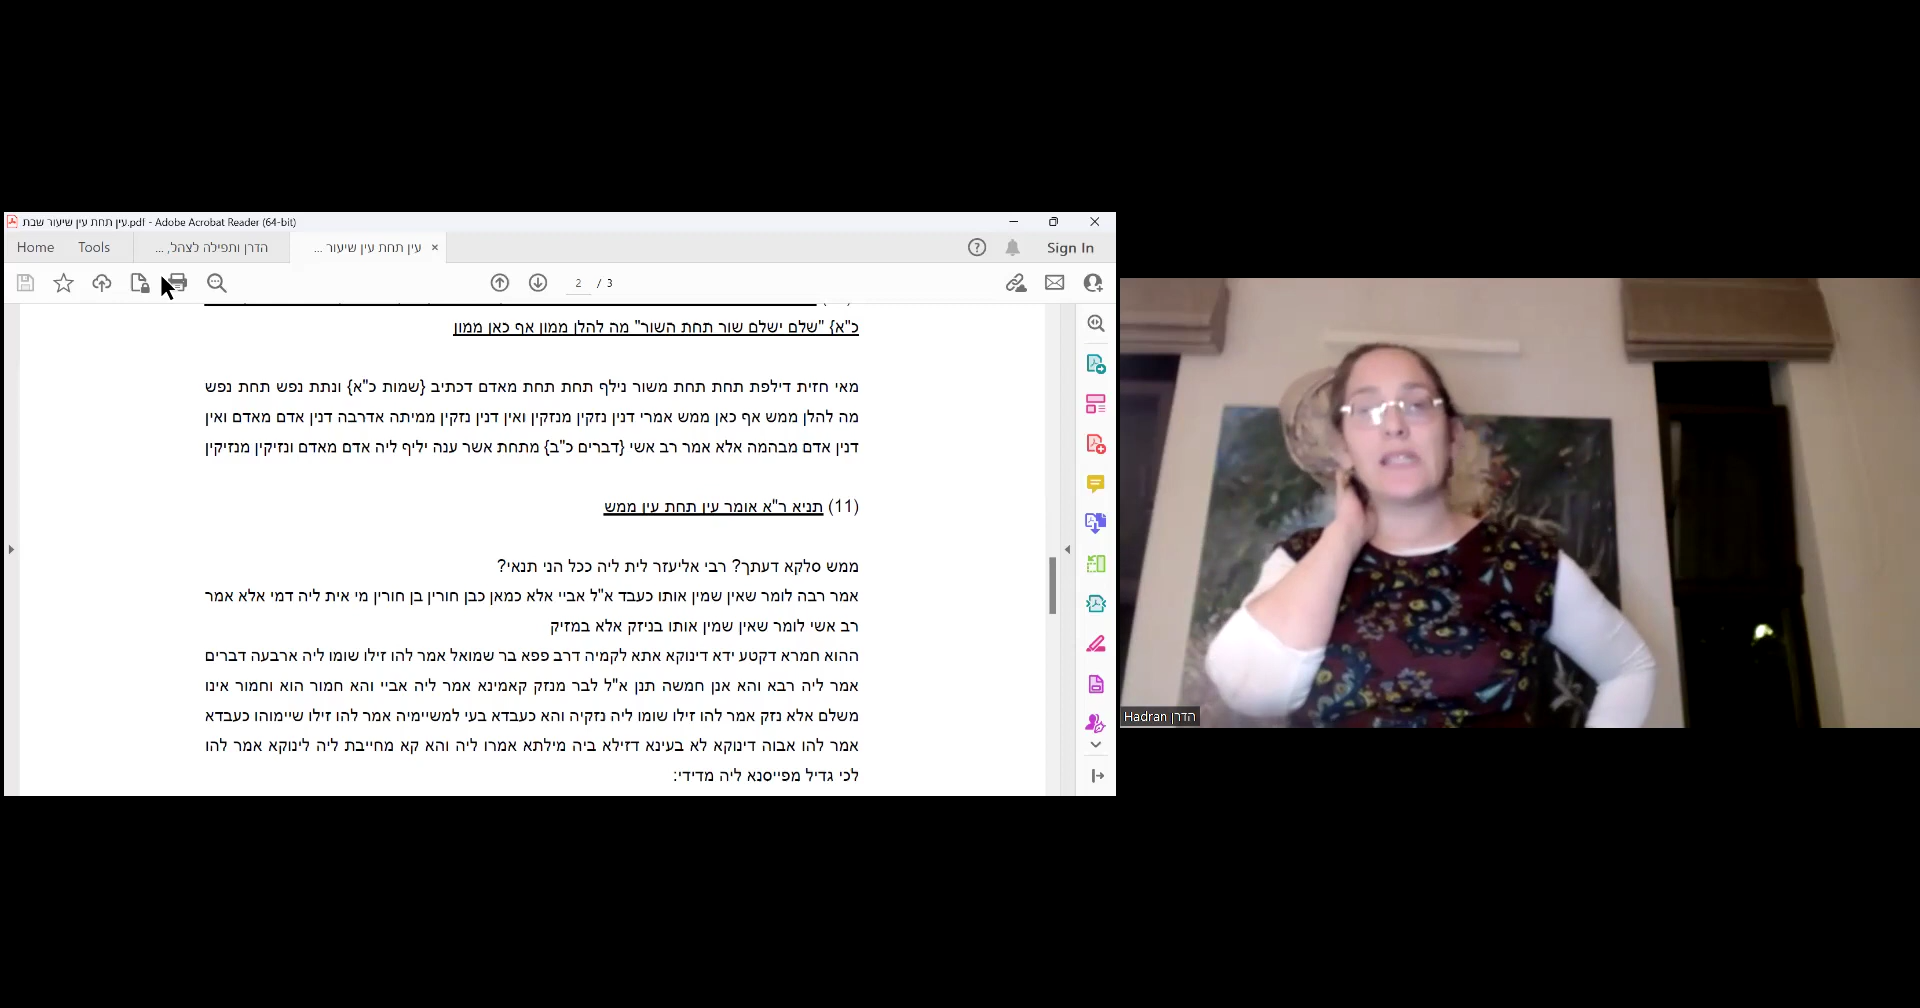 עין תחת עין שיעור שבת.pdf - Adobe Acrobat Reader (64-bit)
Home
Tools
הדרן ותפילה לצהל, ...
עין תחת עין שיעור ...
Sign In
2 / 3
כ"א} "שלם ישלם שור תחת השור" מה להלן ממון אף כאן ממון
מאי חזית דילפת תחת תחת משור נילף תחת תחת מאדם דכתיב {שמות כ"א} ונתת נפש תחת נפש
מה להלן ממש אף כאן ממש אמרי דנין נזקין מנזקין ואין דנין נזקין ממיתה אדרבה דנין אדם מאדם ואין
דנין אדם מבהמה אלא אמר רב אשי {דברים כ"ב} מתחת אשר ענה יליף ליה אדם מאדם ונזיקין מנזיקין
(11) תניא ר"א אומר עין תחת עין ממש
ממש סלקא דעתך? רבי אליעזר לית ליה ככל הני תנאי?
אמר רבה לומר שאין שמין אותו כעבד א"ל אביי אלא כמאן כבן חורין בן חורין מי אית ליה דמי אלא אמר
רב אשי לומר שאין שמין אותו בניזק אלא במזיק
ההוא חמרא דקטע ידא דינוקא אתא לקמיה דרב פפא בר שמואל אמר להו זילו שומו ליה ארבעה דברים
אמר ליה רבא והא אנן חמשה תנן א"ל לבר מנזק קאמינא אמר ליה אביי והא חמור הוא וחמור אינו
משלם אלא נזק אמר להו זילו שומו ליה נזקיה והא כעבדא בעי למשיימיה אמר להו זילו שיימוהו כעבדא
אמר להו אבוה דינוקא לא בעינא דזילא ביה מילתא אמרו ליה והא קא מחייבת ליה לינוקא אמר להו
לכי גדיל מפייסנא ליה מדידי:
Hadran הדרן